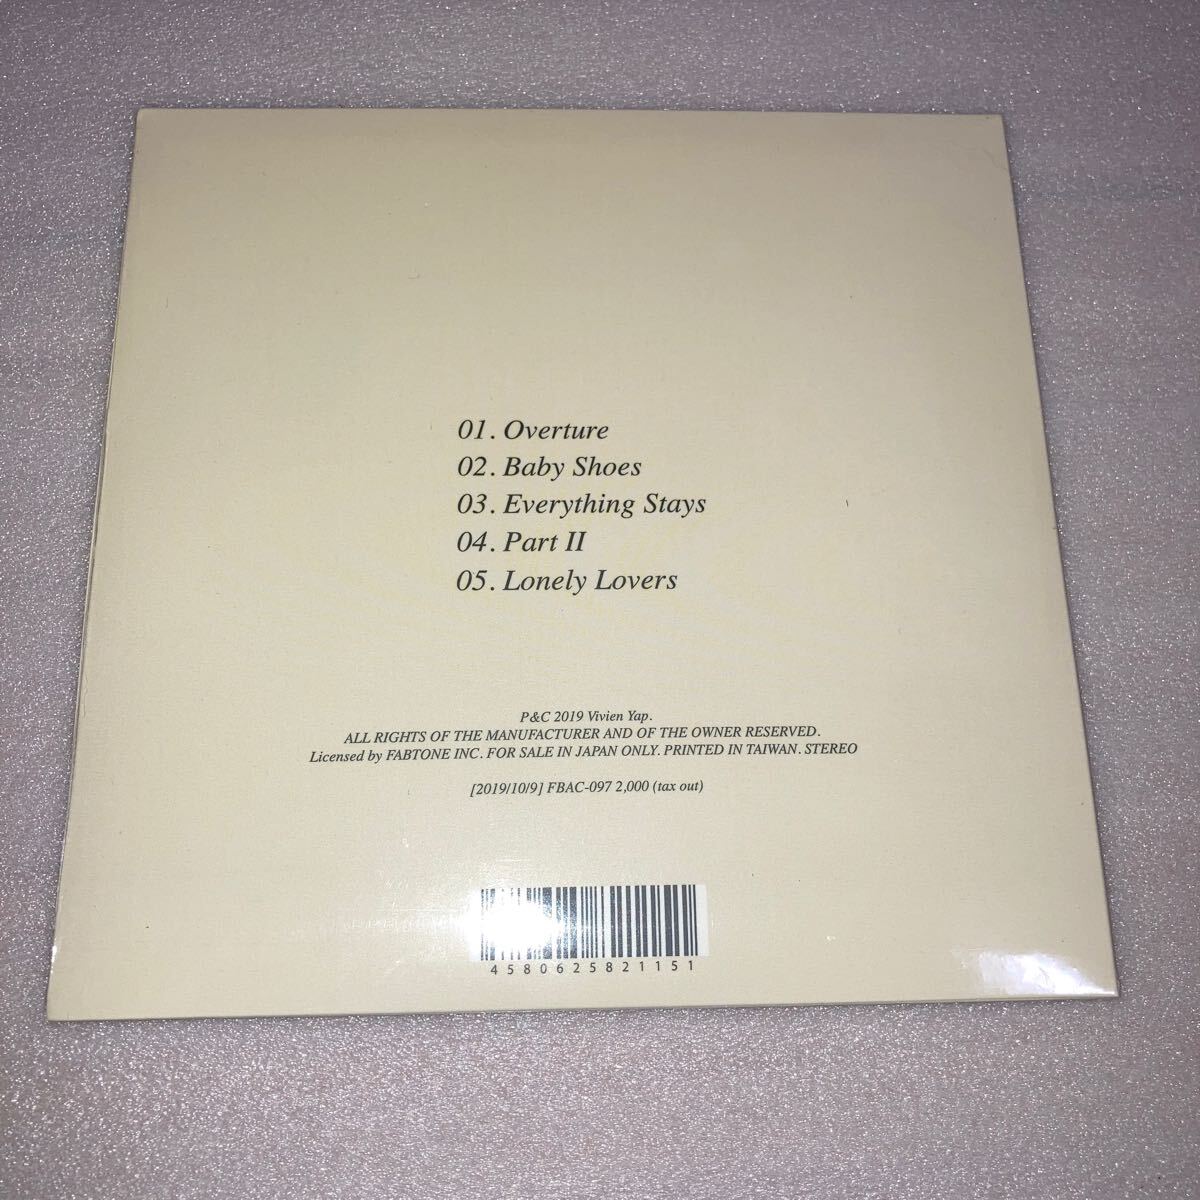 01. Overture
02. Baby Shoes
03. Everything Stays
04. Part II
05. Lonely Lovers
P&C 2019 Vivien Yap.
ALL RIGHTS OF THE MANUFACTURER AND OF THE OWNER RESERVED.
Licensed by FABTONE INC. FOR SALE IN JAPAN ONLY. PRINTED IN TAIWAN. STEREO
[2019/10/9] FBAC-097 2,000 (tax out)
4580625821151